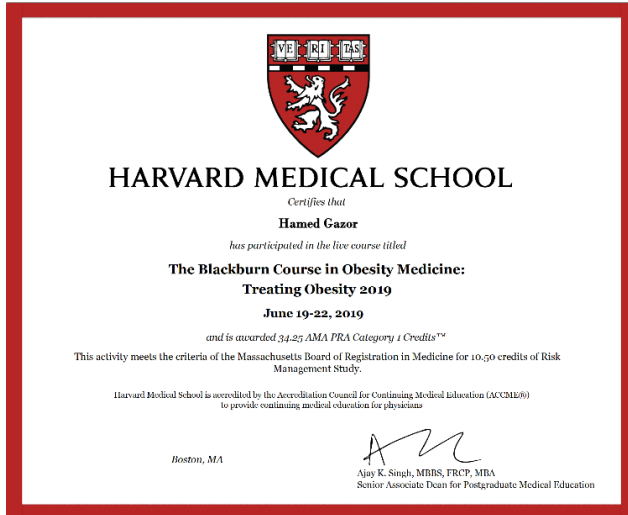 VE RI TAS
HARVARD MEDICAL SCHOOL
Certifies that
Hamed Gazor
has participated in the live course titled
The Blackburn Course in Obesity Medicine:
Treating Obesity 2019
June 19-22, 2019
and is awarded 34.25 AMA PRA Category 1 Credits™
This activity meets the criteria of the Massachusetts Board of Registration in Medicine for 10.50 credits of Risk
Management Study.
Harvard Medical School is accredited by the Accreditation Council for Continuing Medical Education (ACCME®)
to provide continuing medical education for physicians
Boston, MA
Ajay K. Singh, MBBS, FRCP, MBA
Senior Associate Dean for Postgraduate Medical Education